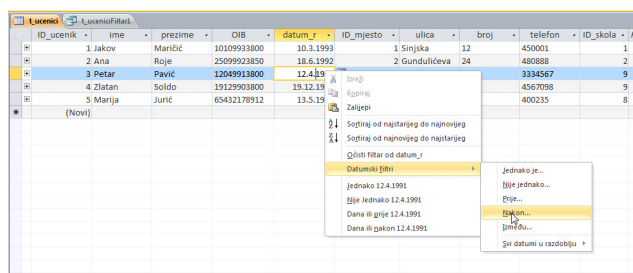 t_ucenici t_uceniciFiltar1
ID_ucenik ime prezime OIB datum_r ID_mjesto ulica broj telefon ID_skola
1 Jakov Maričić 10109933800 10.3.1993 1 Sinjska 12 450001 1
2 Ana Roje 25099923850 18.6.1992 2 Gundulićeva 24 480888 2
3 Petar Pavić 12049913800 12.4.19 3334567 9
4 Zlatan Soldo 19129903800 19.12.19 4567098 9
5 Marija Jurić 65432178912 13.5.19 400235 8
(Novi)
Izreži
Kopiraj
Zalijepi
Sortiraj od najstarijeg do najnovijeg
Sortiraj od najnovijeg do najstarijeg
Očisti filtar od datum_r
Datumski filtri
Jednako 12.4.1991
Nije Jednako 12.4.1991
Dana ili prije 12.4.1991
Dana ili nakon 12.4.1991
Jednako je...
Nije jednako...
Prije...
Nakon...
Između...
Svi datumi u razdoblju